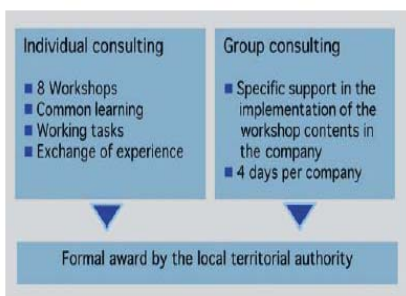 Individual consulting
■ 8 Workshops
■ Common learning
■ Working tasks
■ Exchange of experience
Group consulting
■ Specific support in the
implementation of the
workshop contents in
the company
■ 4 days per company
Formal award by the local territorial authority